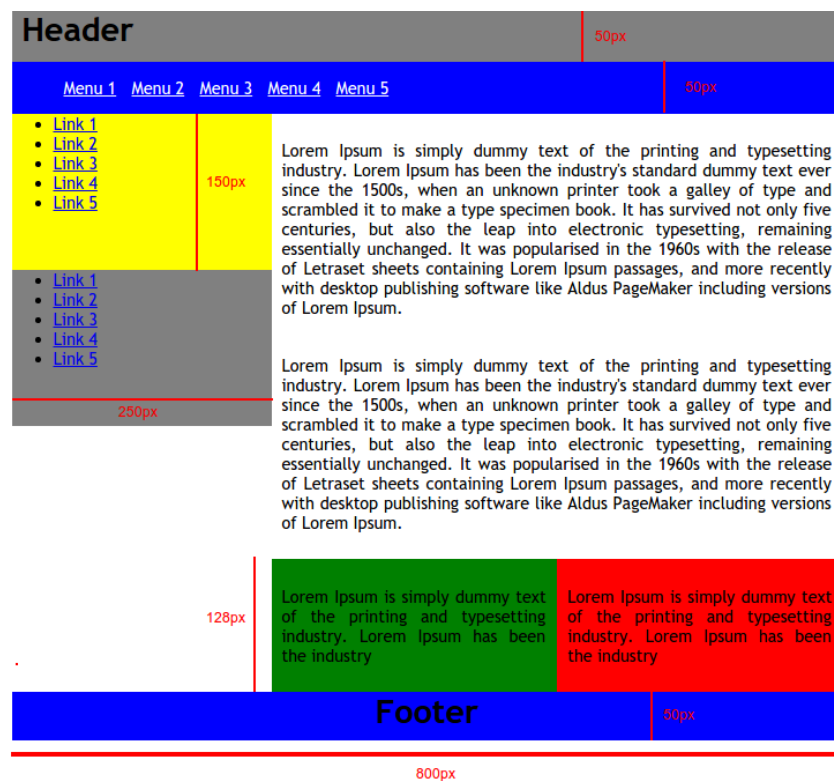 Header
50px
Menu 1 Menu 2 Menu 3 Menu 4 Menu 5
50px
Link 1
Link 2
Link 3
Link 4
Link 5
150px
Link 1
Link 2
Link 3
Link 4
Link 5
250px
Lorem Ipsum is simply dummy text of the printing and typesetting
industry. Lorem Ipsum has been the industry's standard dummy text ever
since the 1500s, when an unknown printer took a galley of type and
scrambled it to make a type specimen book. It has survived not only five
centuries, but also the leap into electronic typesetting, remaining
essentially unchanged. It was popularised in the 1960s with the release
of Letraset sheets containing Lorem Ipsum passages, and more recently
with desktop publishing software like Aldus PageMaker including versions
of Lorem Ipsum.
Lorem Ipsum is simply dummy text of the printing and typesetting
industry. Lorem Ipsum has been the industry's standard dummy text ever
since the 1500s, when an unknown printer took a galley of type and
scrambled it to make a type specimen book. It has survived not only five
centuries, but also the leap into electronic typesetting, remaining
essentially unchanged. It was popularised in the 1960s with the release
of Letraset sheets containing Lorem Ipsum passages, and more recently
with desktop publishing software like Aldus PageMaker including versions
of Lorem Ipsum.
128px
Lorem Ipsum is simply dummy text
of the printing and typesetting
industry. Lorem Ipsum has been
the industry
Lorem Ipsum is simply dummy text
of the printing and typesetting
industry. Lorem Ipsum has been
the industry
Footer
50px
800px